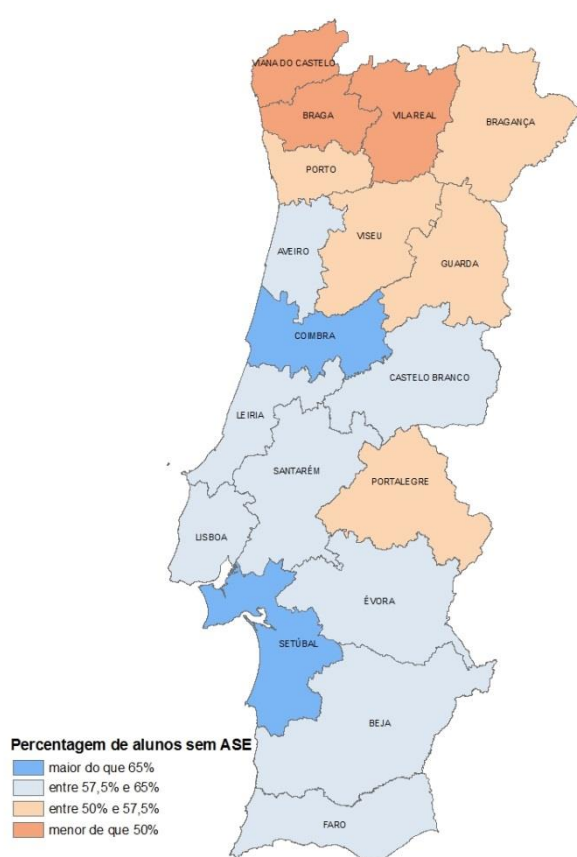 VIANA DO CASTELO
BRAGA
VILA REAL
BRAGANÇA
PORTO
AVEIRO
VISEU
GUARDA
COIMBRA
CASTELO BRANCO
LEIRIA
SANTARÉM
PORTALEGRE
LISBOA
ÉVORA
SETÚBAL
BEJA
FARO
Percentagem de alunos sem ASE
maior do que 65%
entre 57,5% e 65%
entre 50% e 57,5%
menor de que 50%